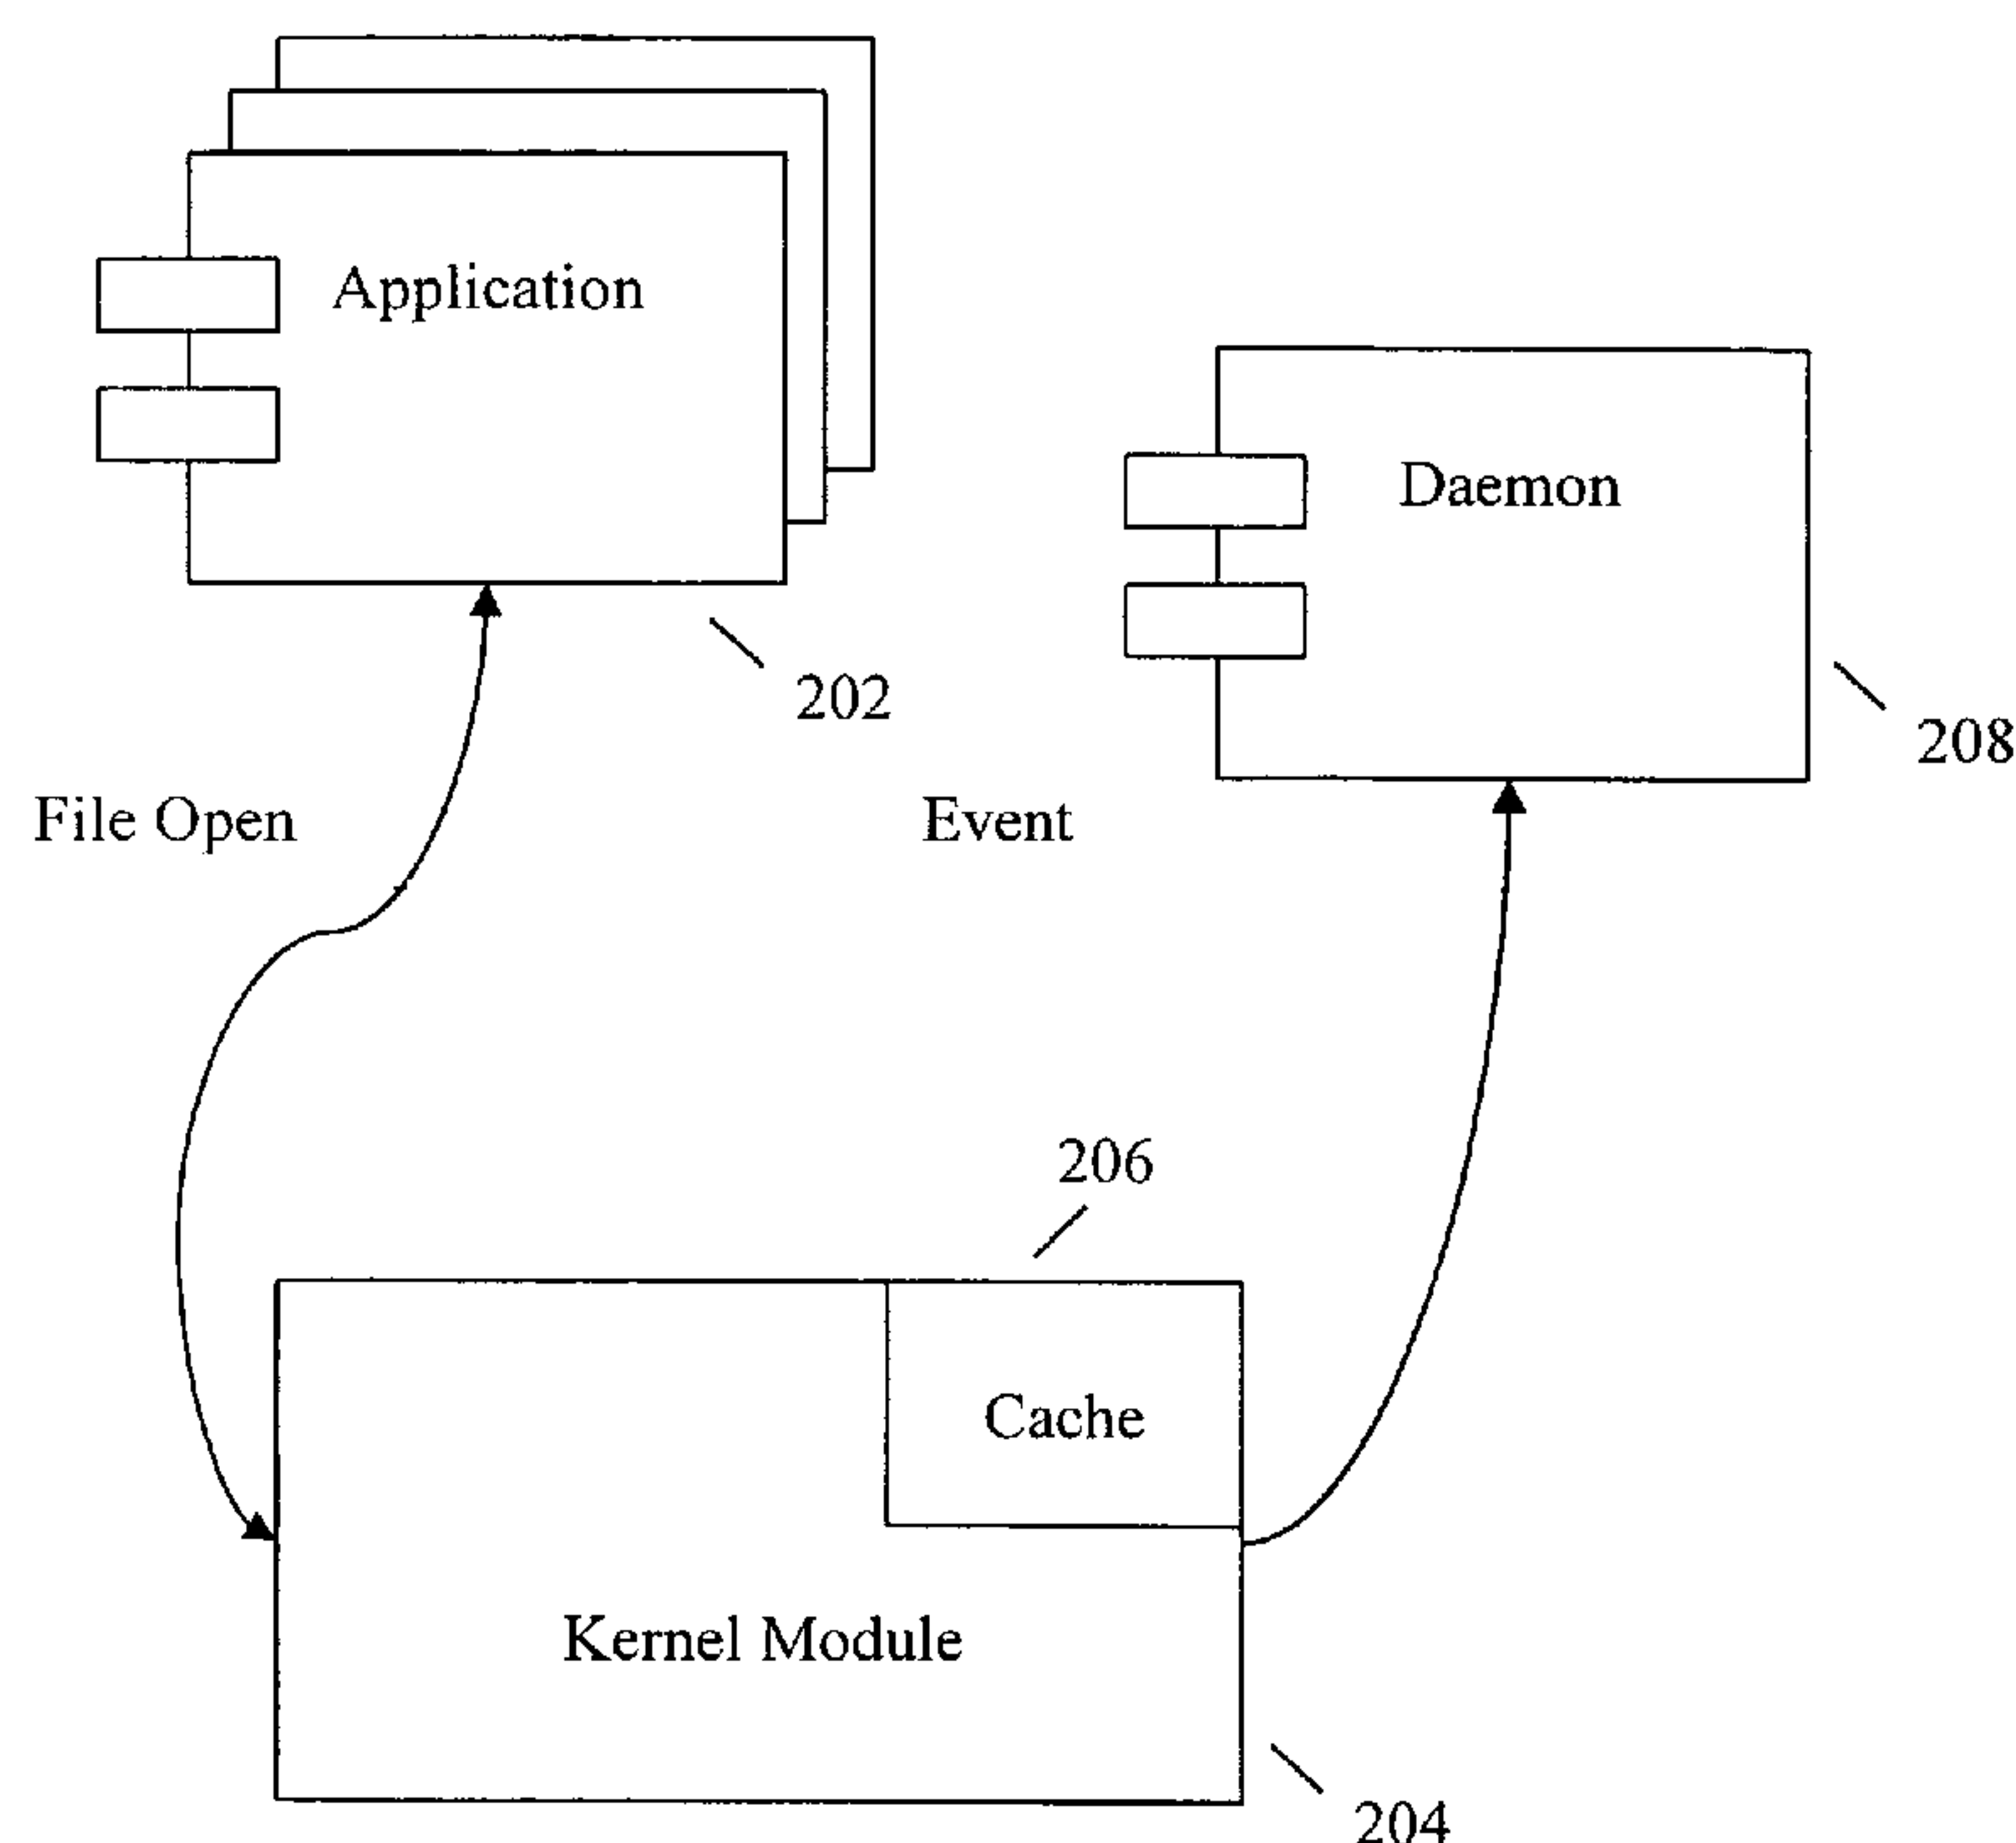 Application
Daemon
202
208
File Open
Event
206
Cache
Kernel Module
204